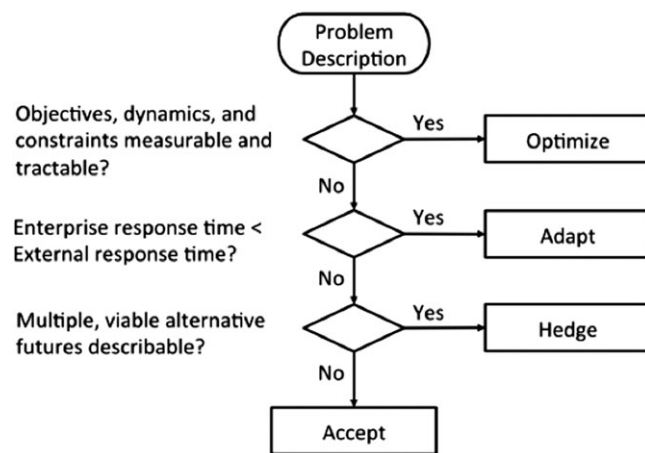 Problem
Description
Objectives, dynamics, and
constraints measurable and
tractable?
Yes
Optimize
No
Enterprise response time <
External response time?
Yes
Adapt
No
Multiple, viable alternative
futures describable?
Yes
Hedge
No
Accept